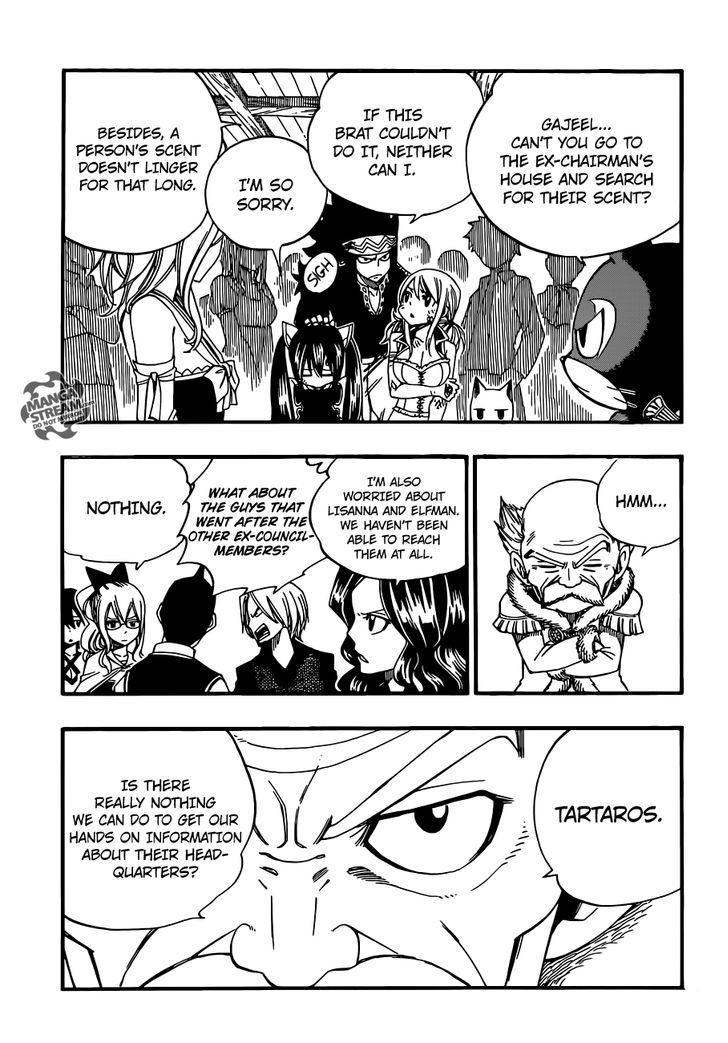 GAJEEL...
CAN'T YOU GO TO
THE EX-CHAIRMAN'S
HOUSE AND SEARCH
FOR THEIR SCENT?
IF THIS
BRAT COULDN'T
DO IT, NEITHER
CAN I.
SIGH
I'M SO
SORRY.
BESIDES, A
PERSON'S SCENT
DOESN'T LINGER
FOR THAT LONG.
MANGA
STREAM
HMM...
I'M ALSO
WORRIED ABOUT
LISANNA AND ELFMAN.
WE HAVEN'T BEEN
ABLE TO REACH
THEM AT ALL.
WHAT ABOUT
THE GUYS THAT
WENT AFTER THE
OTHER EX-COUNCIL-
MEMBERS?
NOTHING.
TARTAROS.
IS THERE
REALLY NOTHING
WE CAN DO TO GET OUR
HANDS ON INFORMATION
ABOUT THEIR HEAD-
QUARTERS?